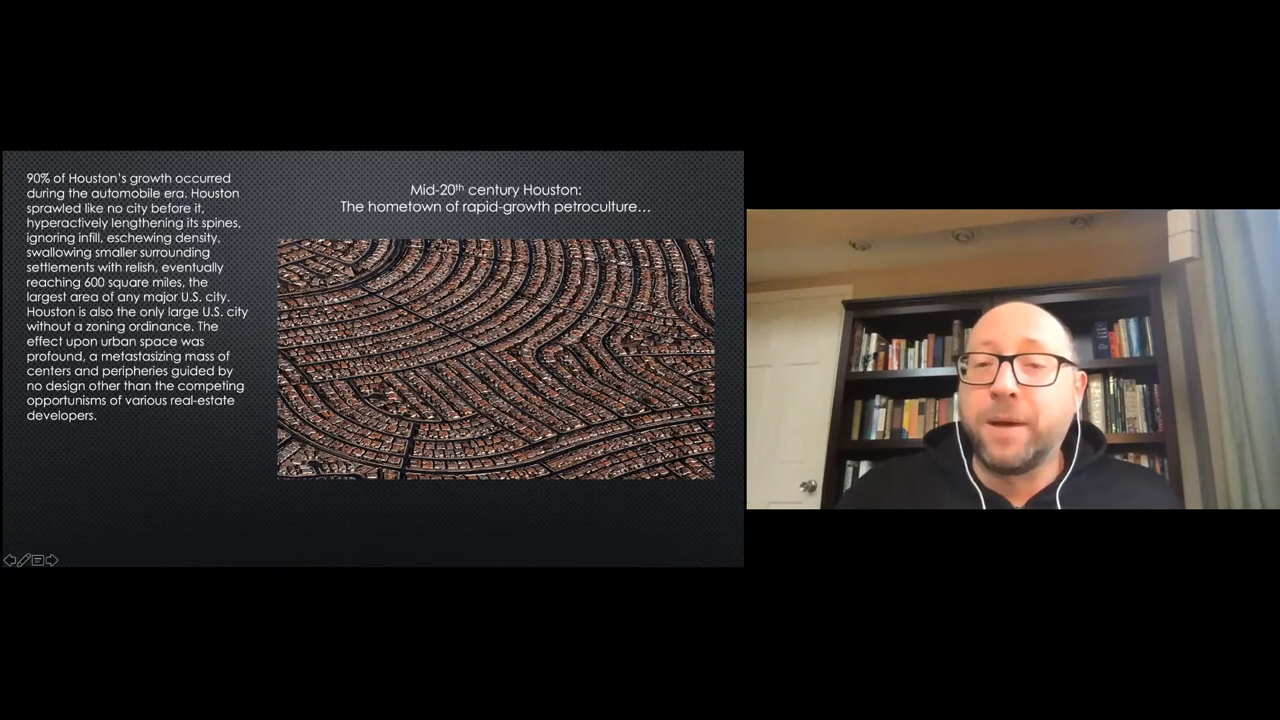 90% of Houston's growth occurred
during the automobile era. Houston
sprawled like no city before it,
hyperactively lengthening its spines,
ignoring infill, eschewing density,
swallowing smaller surrounding
settlements with relish, eventually
reaching 600 square miles, the
largest area of any major U.S. city.
Houston is also the only large U.S. city
without a zoning ordinance. The
effect upon urban space was
profound, a metastasizing mass of
centers and peripheries guided by
no design other than the competing
opportunisms of various real-estate
developers.
Mid-20th century Houston:
The hometown of rapid-growth petroculture…